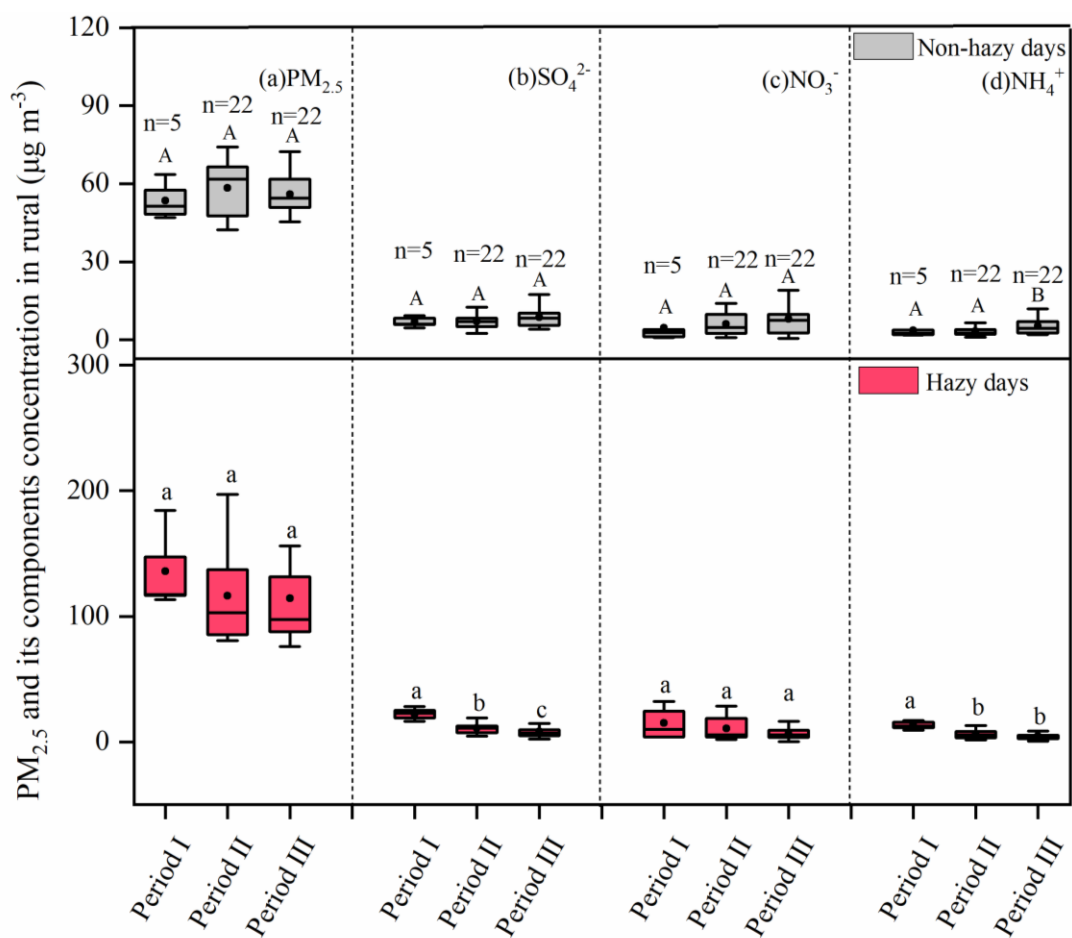 PM₂.₅ and its components concentration in rural (μg m⁻³)
120
90
60
30
0
Non-hazy days
(a)PM₂.₅
(b)SO₄²⁻
(c)NO₃⁻
(d)NH₄⁺
n=5
n=22
n=22
A
A
A
n=5
n=22
n=22
A
A
A
n=5
n=22
n=22
A
A
A
n=5
n=22
n=22
A
A
B
300
200
100
0
Hazy days
a
a
a
a
b
c
a
a
a
a
b
b
Period I
Period II
Period III
Period I
Period II
Period III
Period I
Period II
Period III
Period I
Period II
Period III